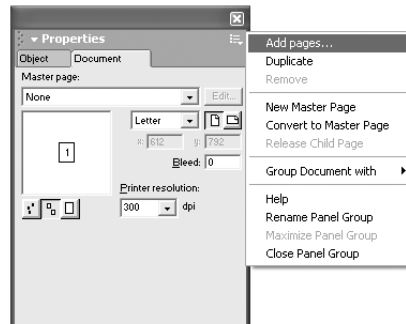 Properties
Object Document
Master page:
None Edit...
Letter
x: 612 y: 792
1
Bleed: 0
Printer resolution:
300 dpi
Add pages...
Duplicate
Remove
New Master Page
Convert to Master Page
Release Child Page
Group Document with
Help
Rename Panel Group
Maximize Panel Group
Close Panel Group